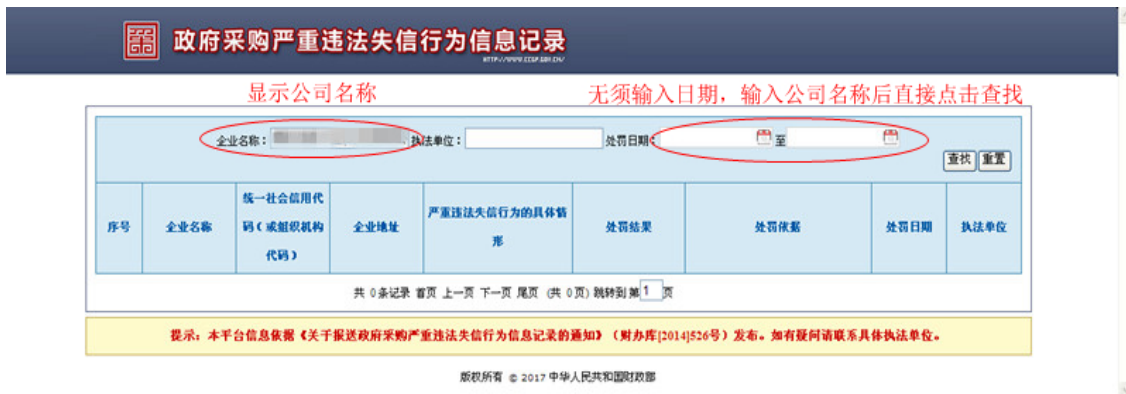 政府采购严重违法失信行为信息记录
HTTP://WWW.CCGP.GOV.CN/
显示公司名称
无须输入日期，输入公司名称后直接点击查找
企业名称： 执法单位： 处罚日期： 至
查找 重置
序号 企业名称 统一社会信用代码（或组织机构代码） 企业地址 严重违法失信行为的具体情形 处罚结果 处罚依据 处罚日期 执法单位
共 0条记录 首页 上一页 下一页 尾页 (共 0页) 跳转到第 1 页
提示：本平台信息依据《关于报送政府采购严重违法失信行为信息记录的通知》（财办库[2014]526号）发布。如有疑问请联系具体执法单位。
版权所有 © 2017 中华人民共和国财政部